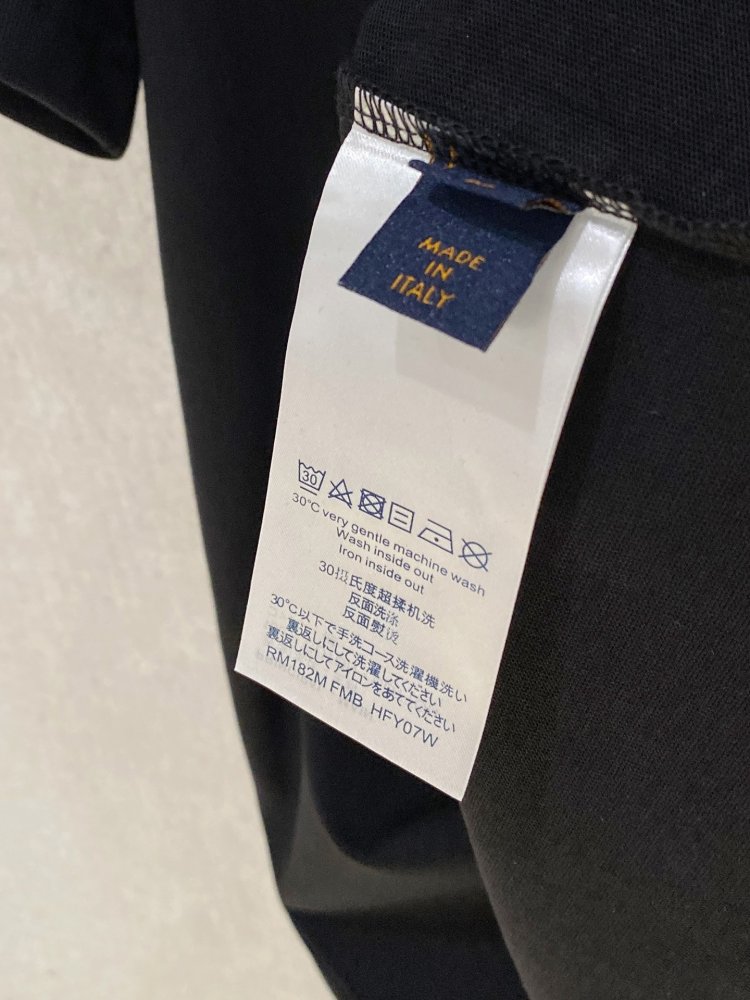 MADE
IN
ITALY
30
30°C very gentle machine wash
Wash inside out
Iron inside out
30摄氏度超揉机洗
反面洗涤
反面熨烫
30°C以下で手洗コース洗濯機洗い
裏返しにして洗濯してください
裏返しにしてアイロンをあててください
RM182M FMB HFY07W